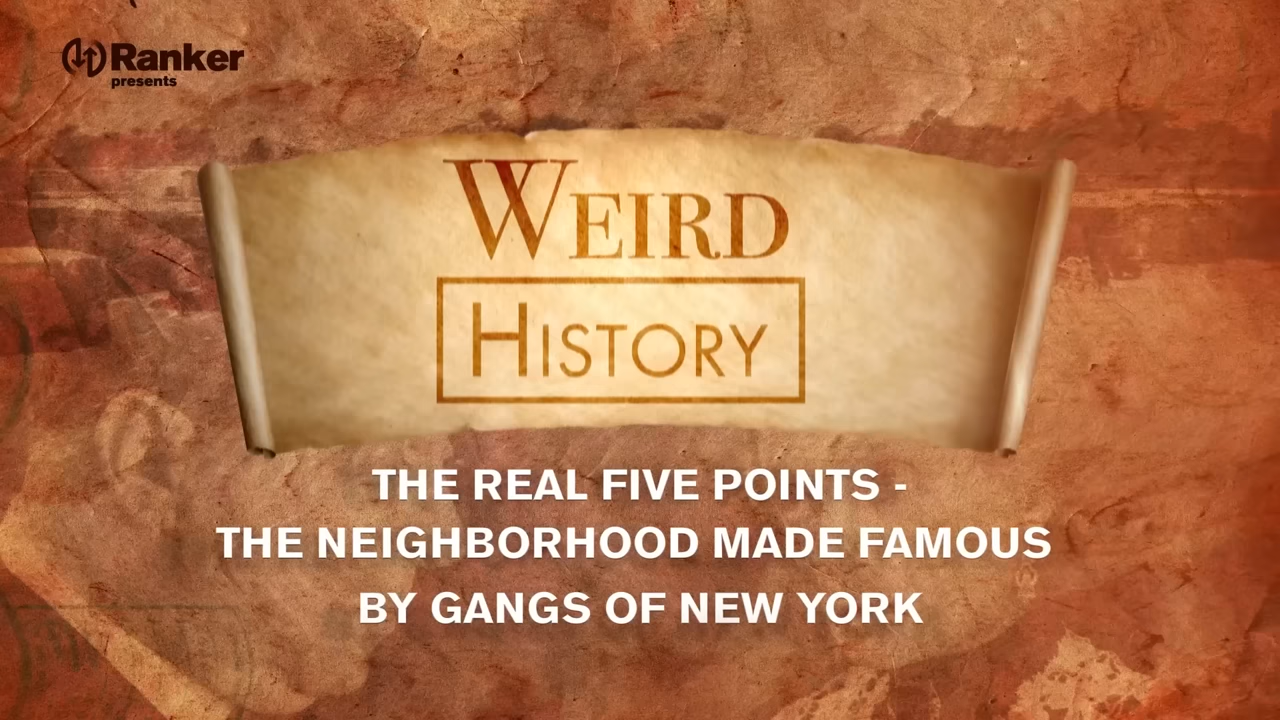 Ranker
presents
WEIRD
HISTORY
THE REAL FIVE POINTS -
THE NEIGHBORHOOD MADE FAMOUS
BY GANGS OF NEW YORK